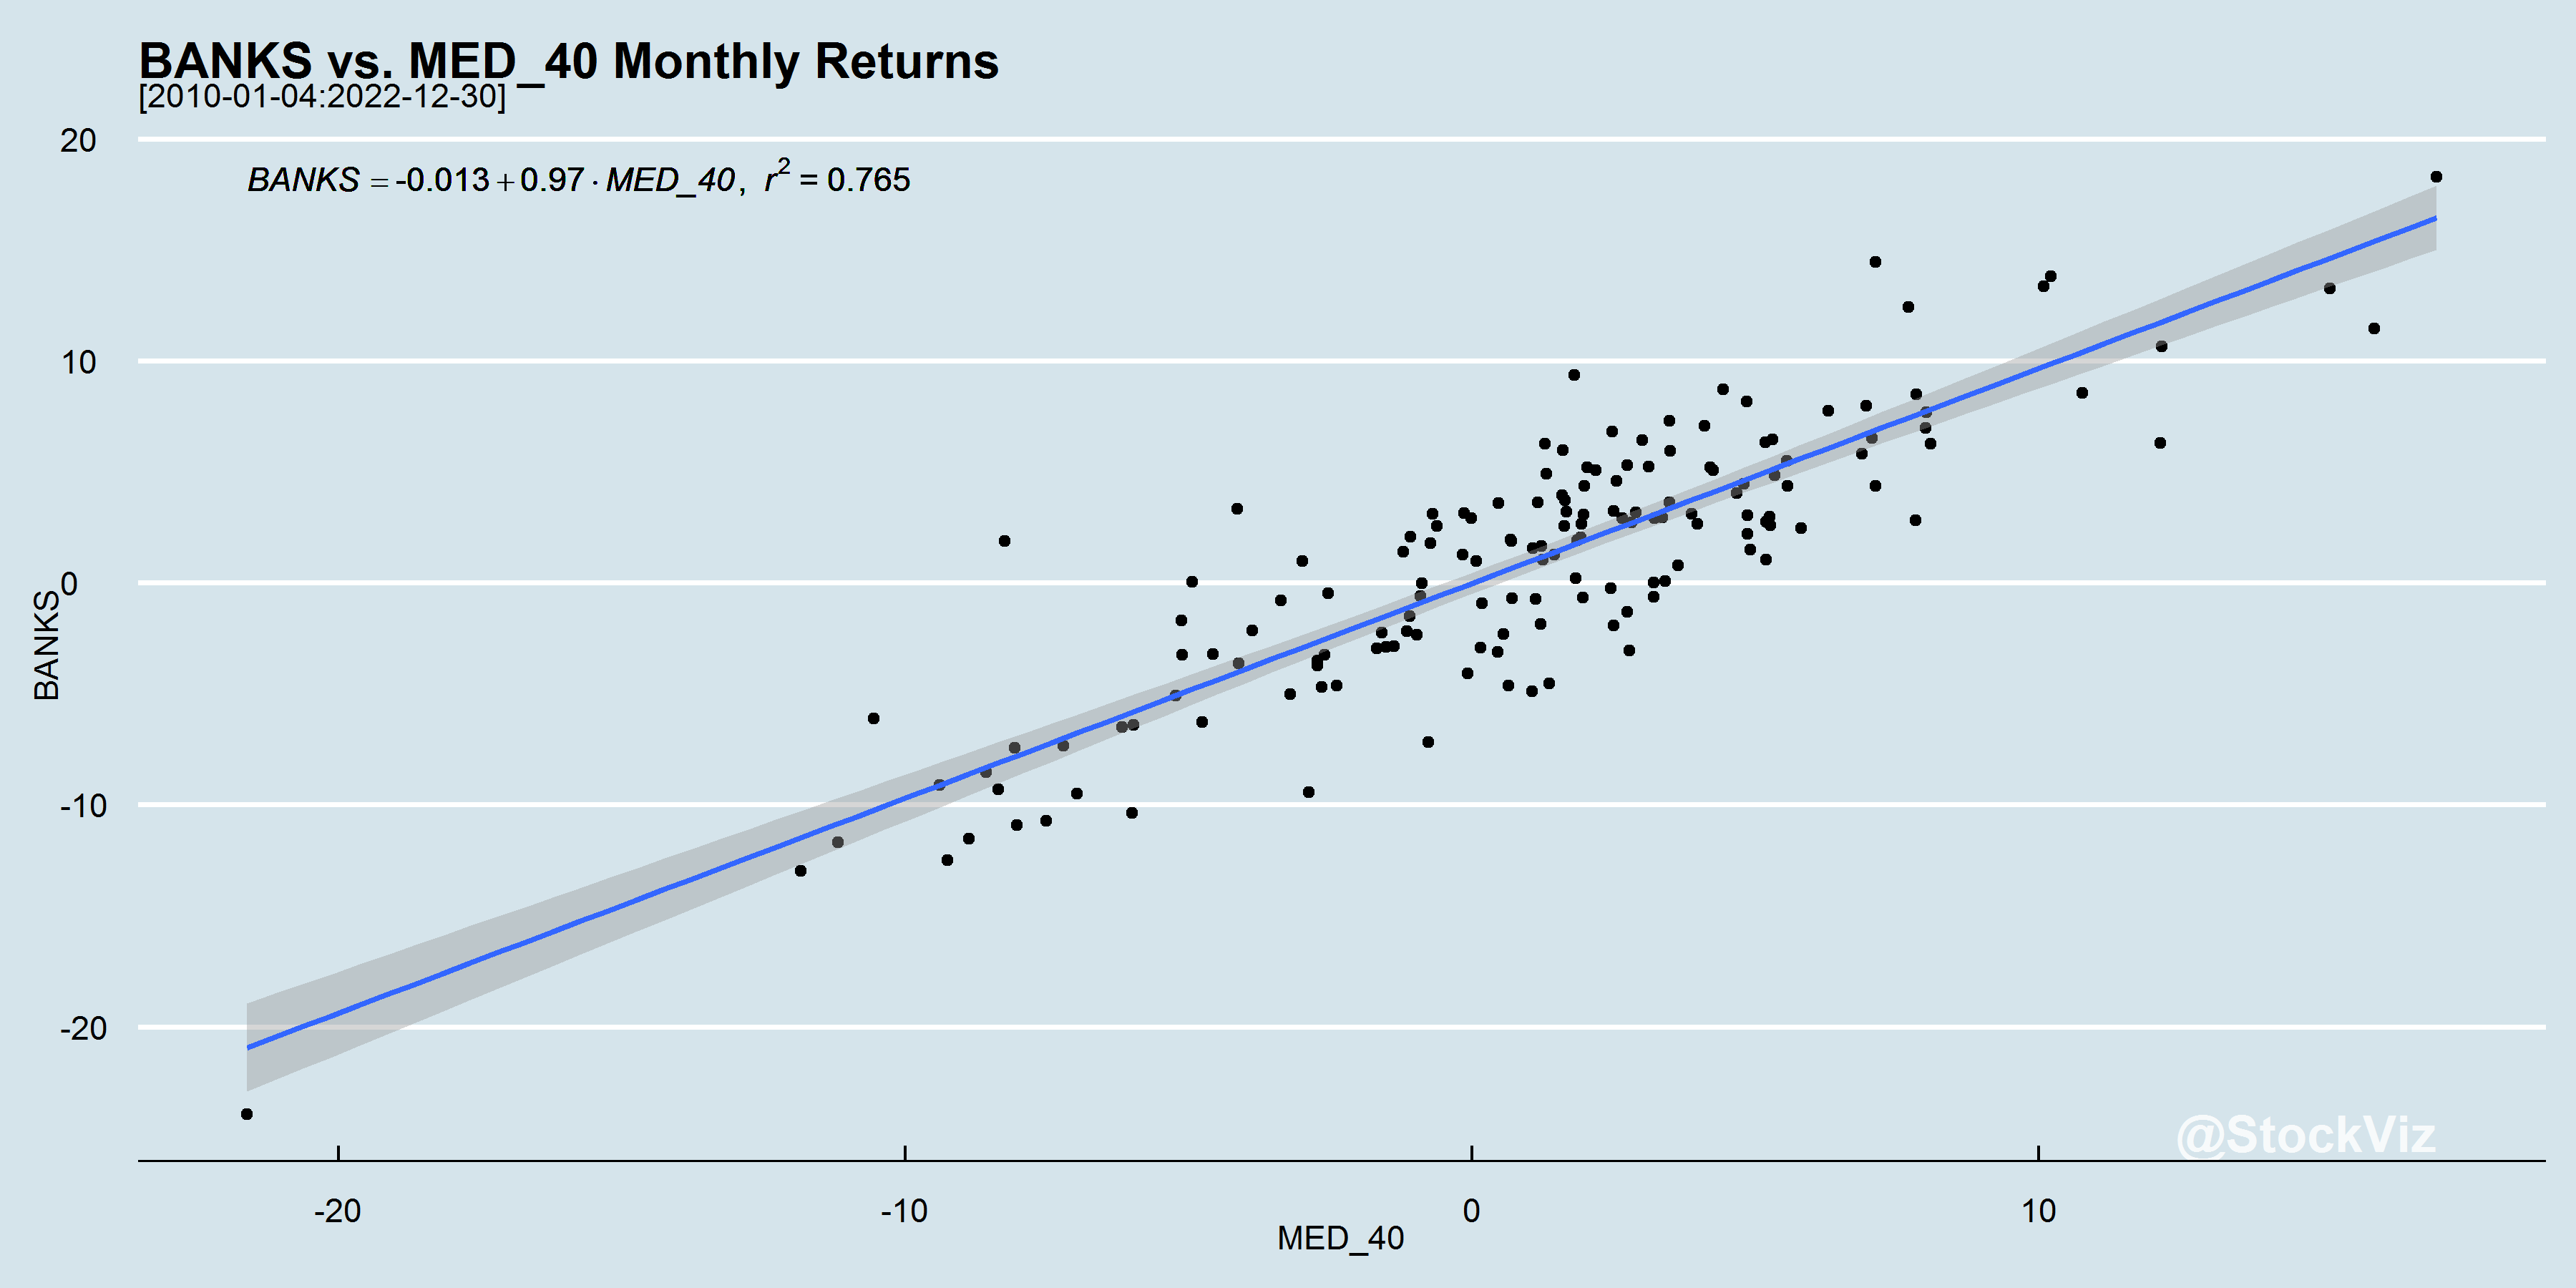 BANKS vs. MED_40 Monthly Returns
[2010-01-04:2022-12-30]
BANKS = -0.013 + 0.97 · MED_40, r² = 0.765
20
10
0
-10
-20
BANKS
@StockViz
-20
-10
0
10
MED_40